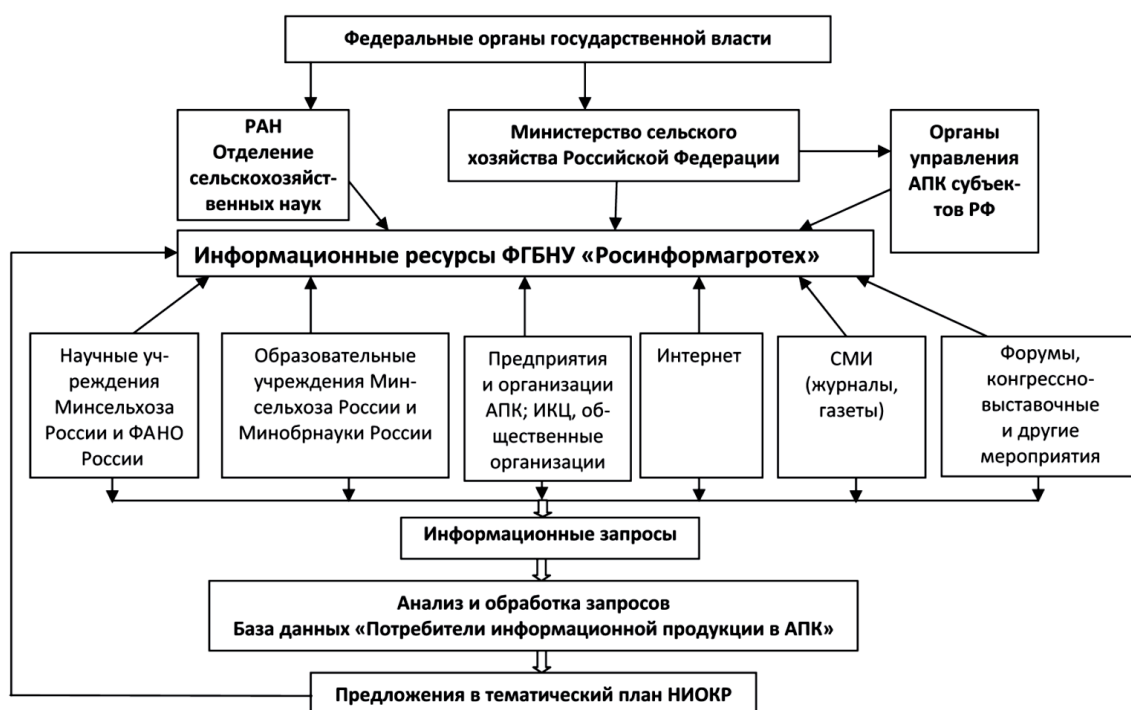 Федеральные органы государственной власти
РАН
Отделение
сельскохозяйст-
венных наук
Министерство сельского
хозяйства Российской Федерации
Органы
управления
АПК субъек-
тов РФ
Информационные ресурсы ФГБНУ «Росинформагротех»
Научные уч-
реждения
Минсельхоза
России и ФАНО
России
Образовательные
учреждения Мин-
сельхоза России и
Минобрнауки России
Предприятия
и организации
АПК; ИКЦ, об-
щественные
организации
Интернет
СМИ
(журналы,
газеты)
Форумы,
конгрессно-
выставочные
и другие
мероприятия
Информационные запросы
Анализ и обработка запросов
База данных «Потребители информационной продукции в АПК»
Предложения в тематический план НИОКР